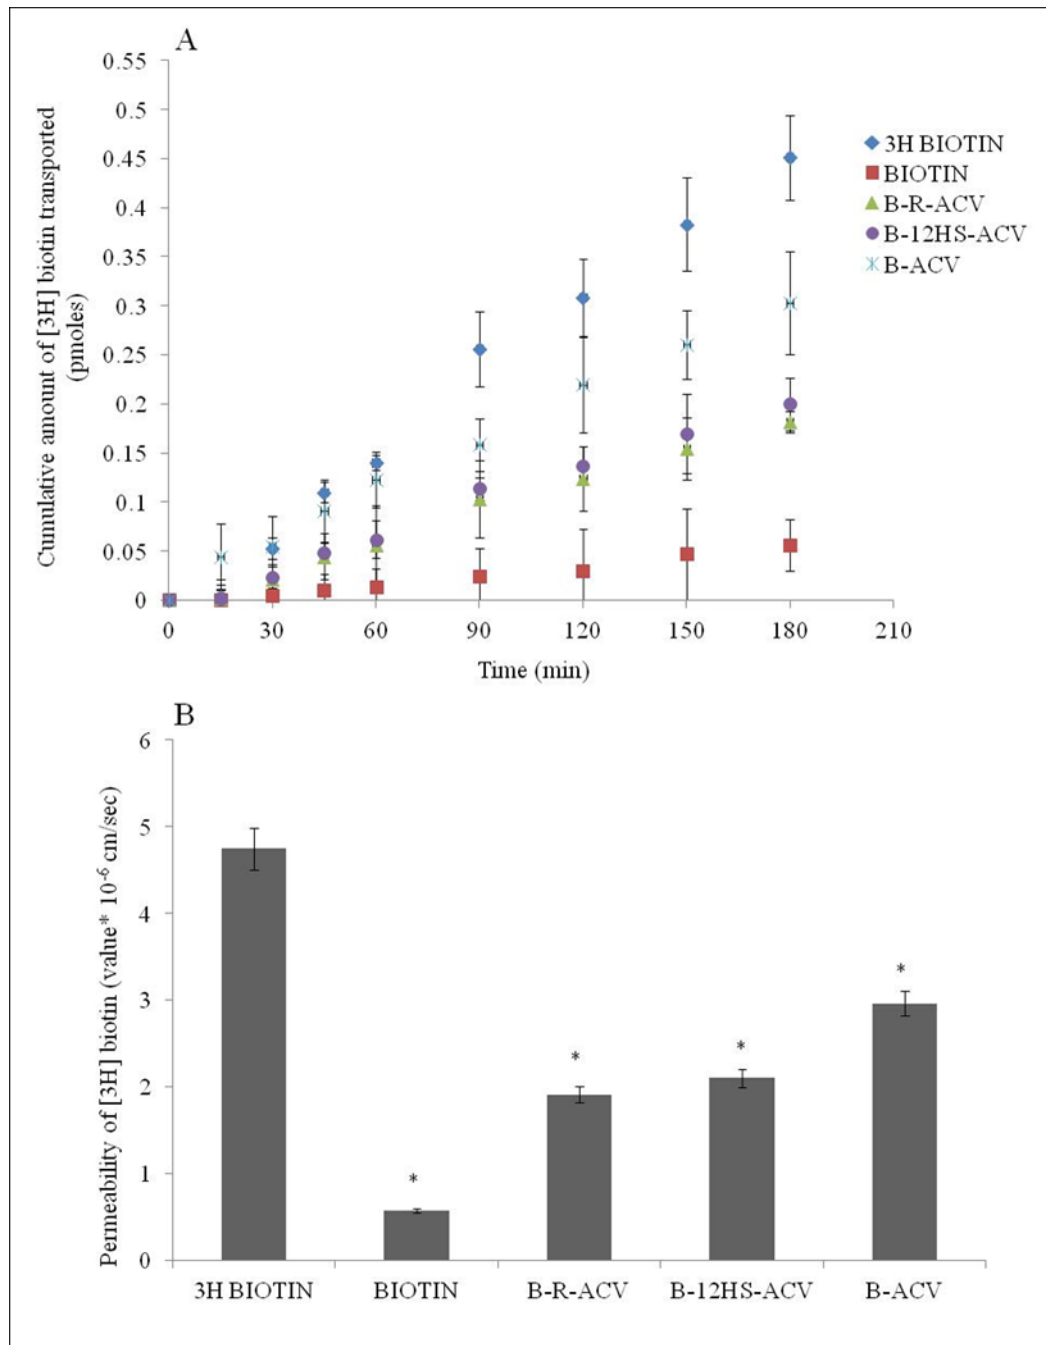 A
0.55
0.5
0.45
0.4
0.35
0.3
0.25
0.2
0.15
0.1
0.05
0
Cumulative amount of [3H] biotin transported
(pmoles)
0 30 60 90 120 150 180 210
Time (min)
3H BIOTIN
BIOTIN
B-R-ACV
B-12HS-ACV
B-ACV
B
6
5
4
3
2
1
0
Permeability of [3H] biotin (value* 10⁻⁶ cm/sec)
* * * *
3H BIOTIN BIOTIN B-R-ACV B-12HS-ACV B-ACV